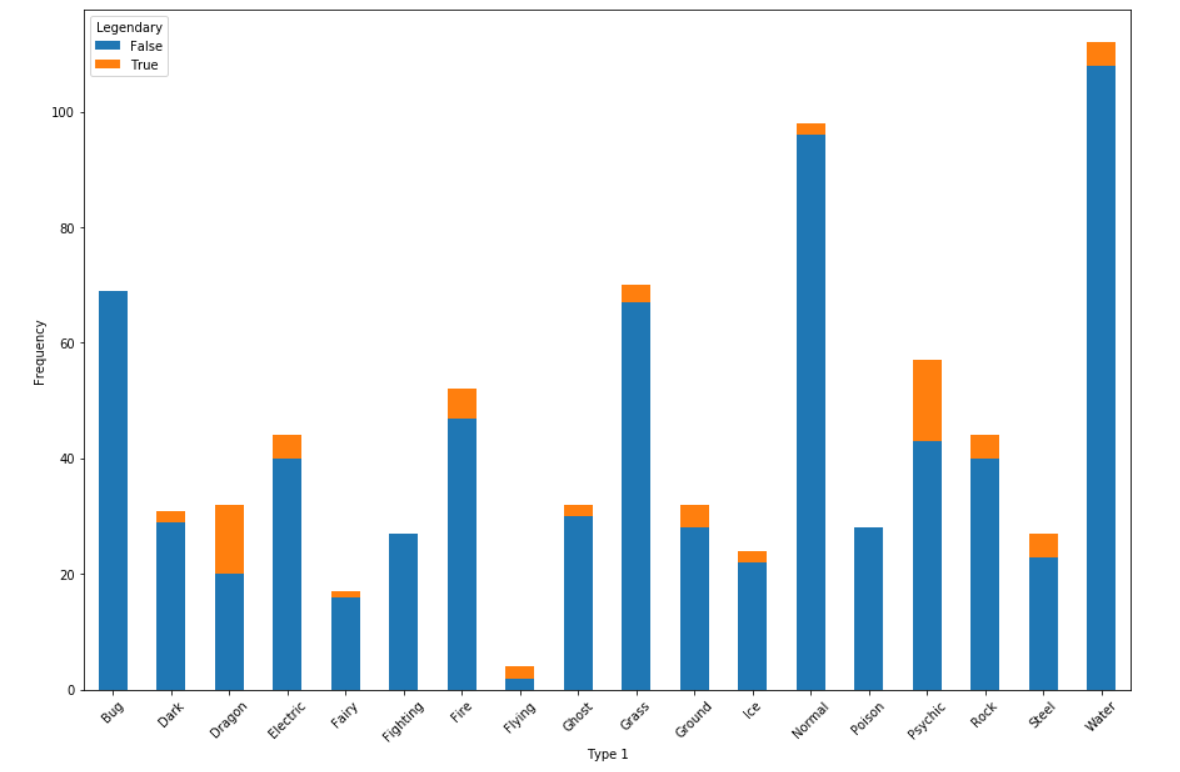 Legendary
False
True
Frequency
100
80
60
40
20
0
Bug Dark Dragon Electric Fairy Fighting Fire Flying Ghost Grass Ground Ice Normal Poison Psychic Rock Steel Water
Type 1